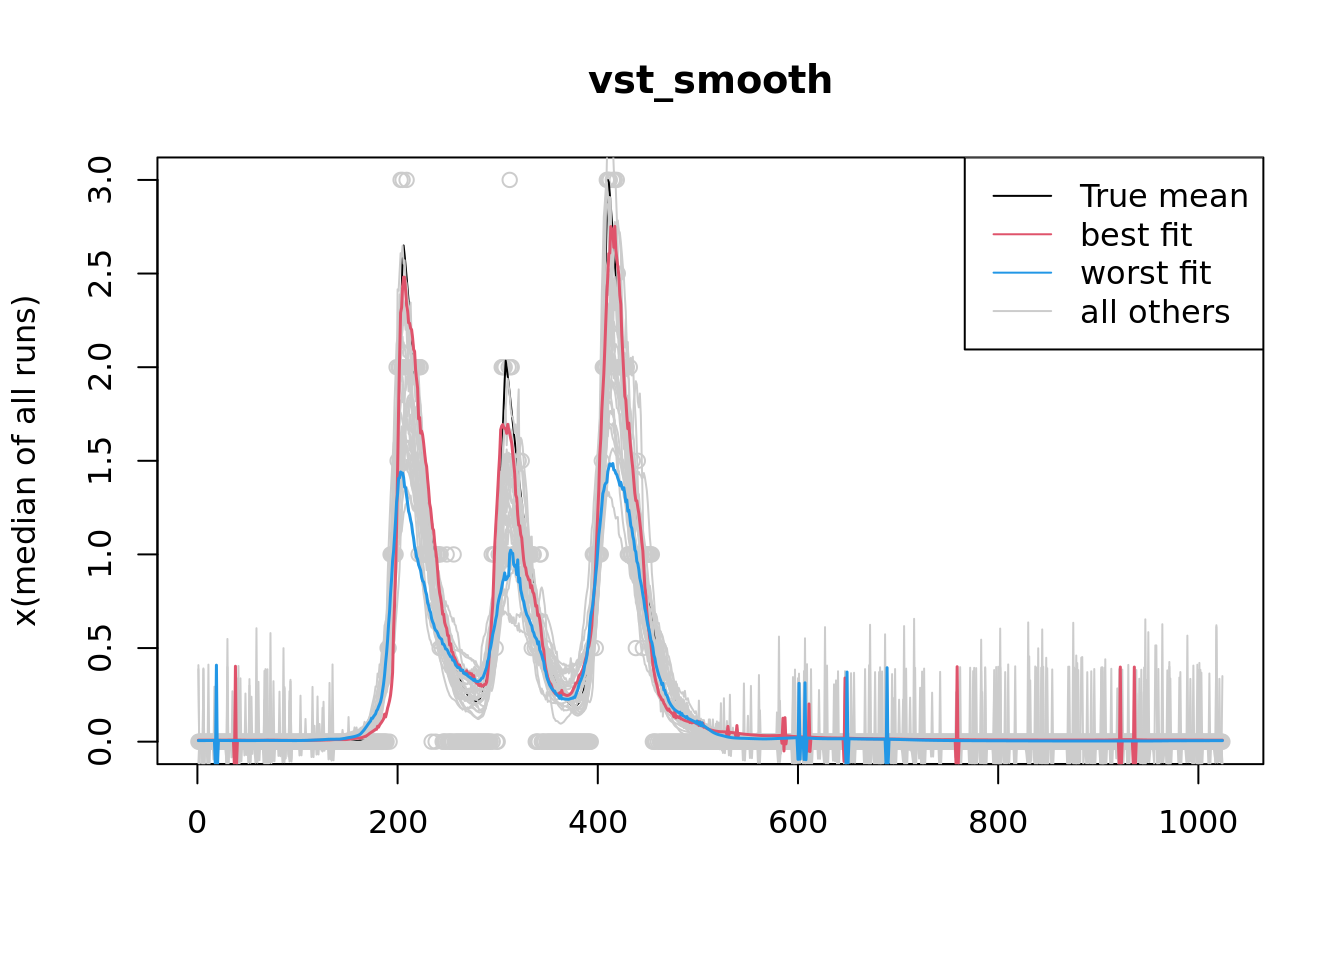 vst_smooth
x(median of all runs)
3.0
2.5
2.0
1.5
1.0
0.5
0.0
True mean
best fit
worst fit
all others
0 200 400 600 800 1000